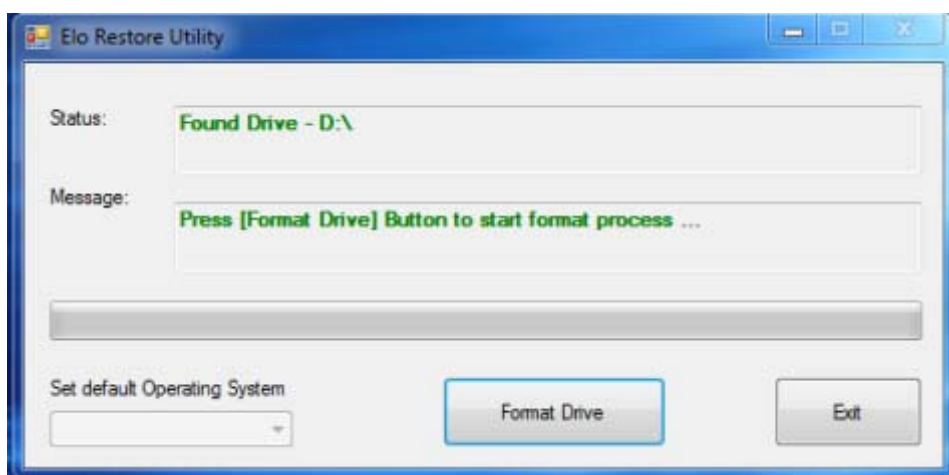 Elo Restore Utility
Status:
Found Drive - D:\
Message:
Press [Format Drive] Button to start format process ...
Set default Operating System
Format Drive
Exit